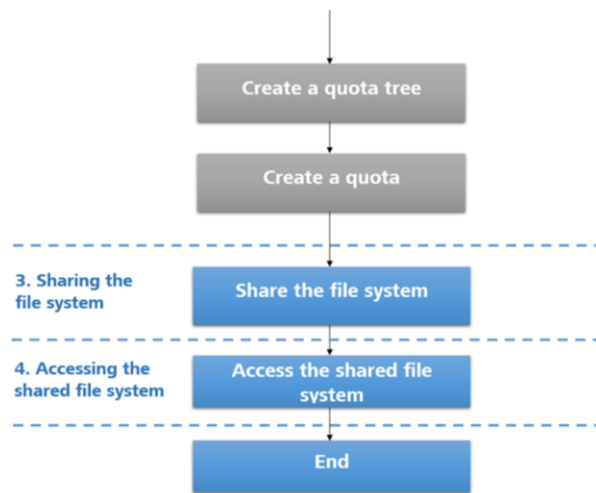 Create a quota tree
Create a quota
3. Sharing the
file system
Share the file system
4. Accessing the
shared file system
Access the shared file
system
End